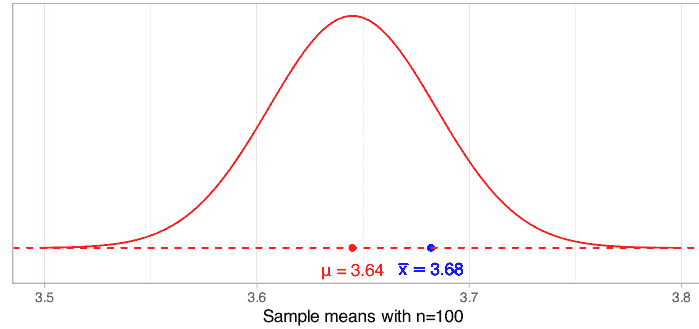 μ = 3.64 x̅ = 3.68
3.5 3.6 3.7 3.8
Sample means with n=100